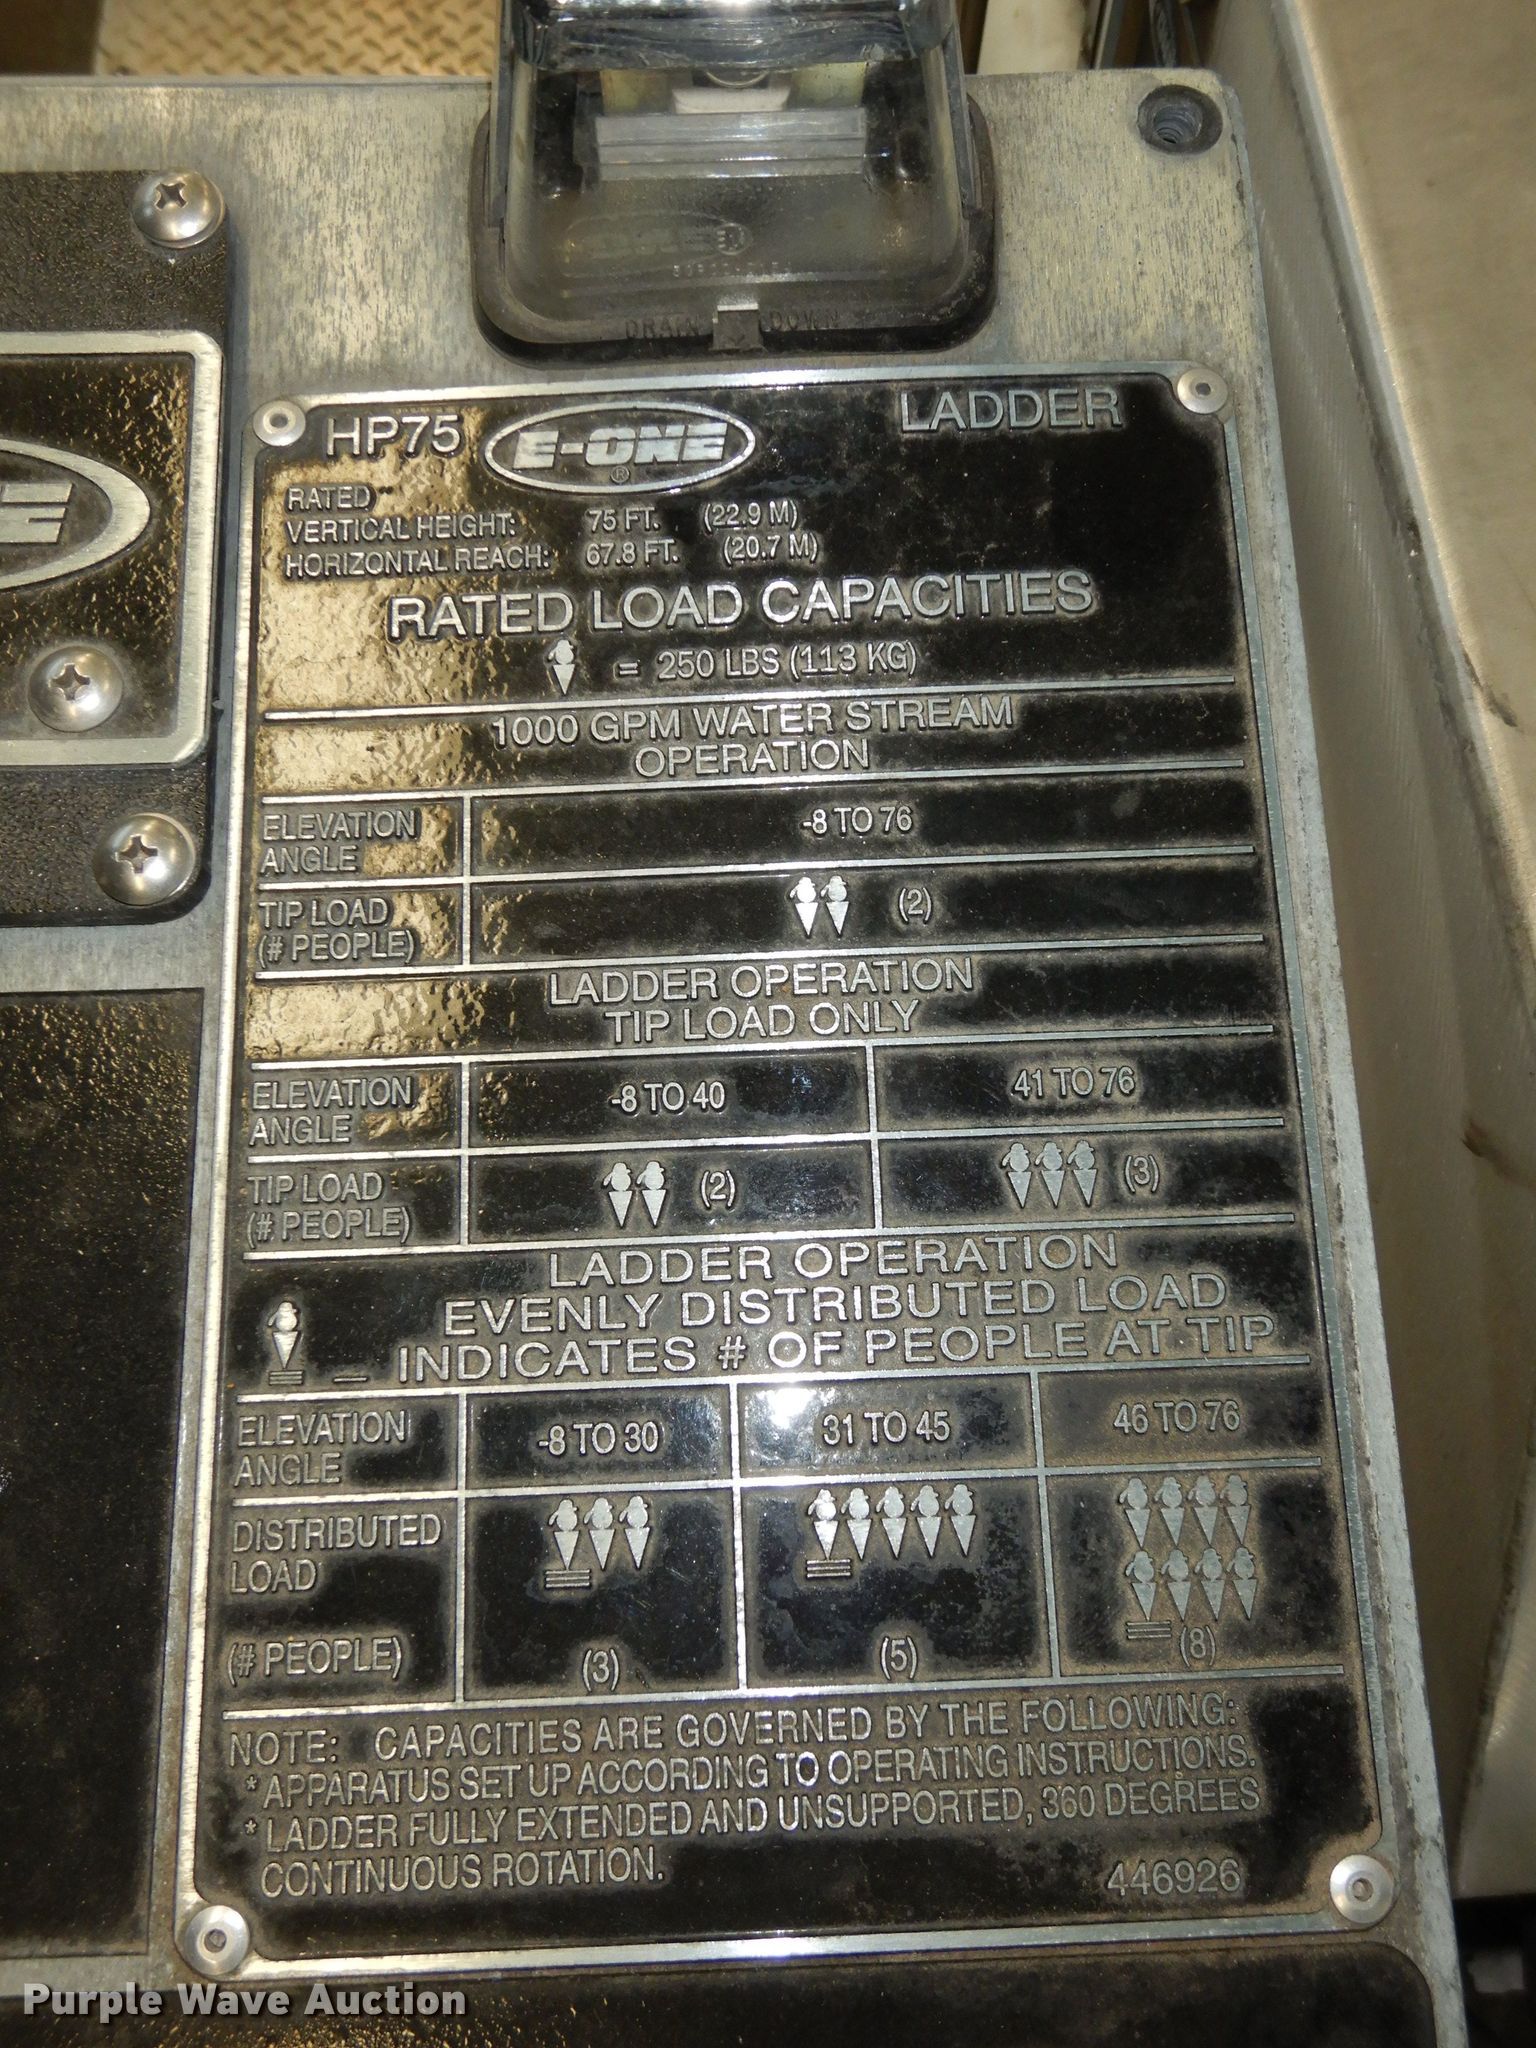 DRAIN DOWN
HP75 E-ONE ® LADDER
RATED
VERTICAL HEIGHT: 75 FT. (22.9 M)
HORIZONTAL REACH: 67.8 FT. (20.7 M)
RATED LOAD CAPACITIES
= 250 LBS (113 KG)
1000 GPM WATER STREAM
OPERATION
ELEVATION
ANGLE
-8 TO 76
TIP LOAD
(# PEOPLE)
(2)
LADDER OPERATION
TIP LOAD ONLY
ELEVATION
ANGLE
-8 TO 40
41 TO 76
TIP LOAD
(# PEOPLE)
(2)
(3)
LADDER OPERATION
EVENLY DISTRIBUTED LOAD
INDICATES # OF PEOPLE AT TIP
ELEVATION
ANGLE
-8 TO 30
31 TO 45
46 TO 76
DISTRIBUTED
LOAD
(# PEOPLE)
(3)
(5)
(8)
NOTE: CAPACITIES ARE GOVERNED BY THE FOLLOWING:
* APPARATUS SET UP ACCORDING TO OPERATING INSTRUCTIONS.
* LADDER FULLY EXTENDED AND UNSUPPORTED, 360 DEGREES
CONTINUOUS ROTATION.
446926
Purple Wave Auction